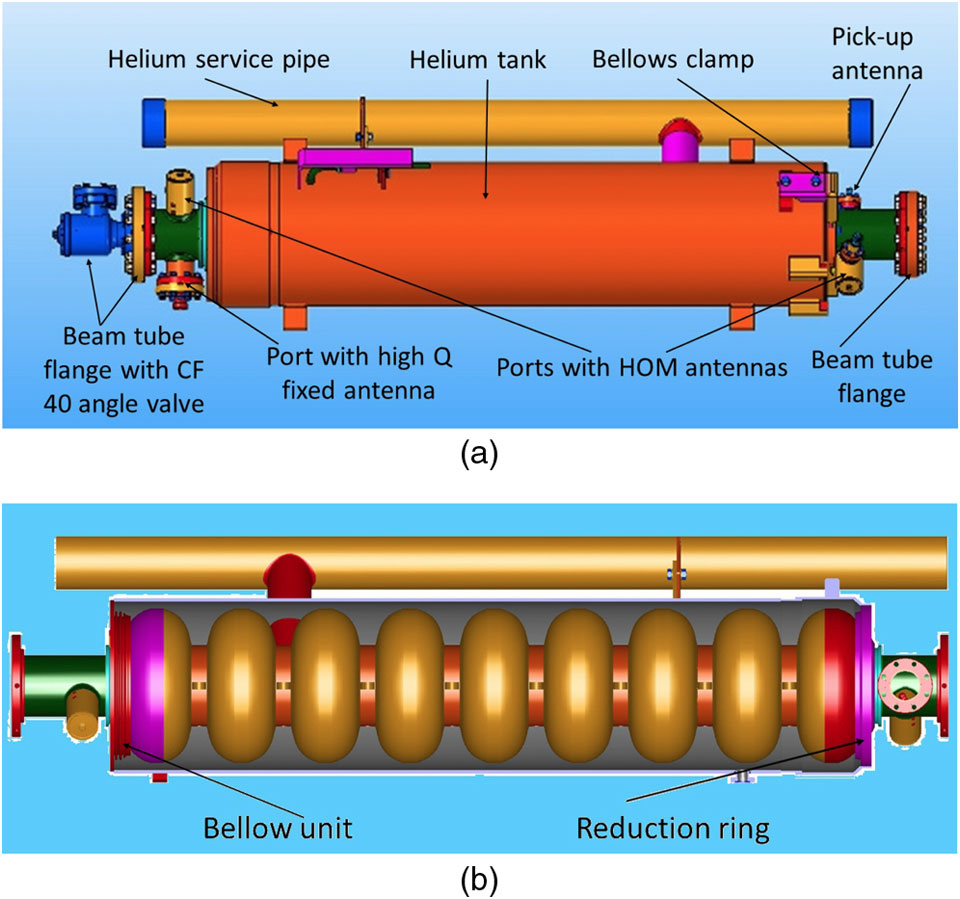 Helium service pipe
Helium tank
Bellows clamp
Pick-up
antenna
Beam tube
flange with CF
40 angle valve
Port with high Q
fixed antenna
Ports with HOM antennas
Beam tube
flange
(a)
Bellow unit
Reduction ring
(b)